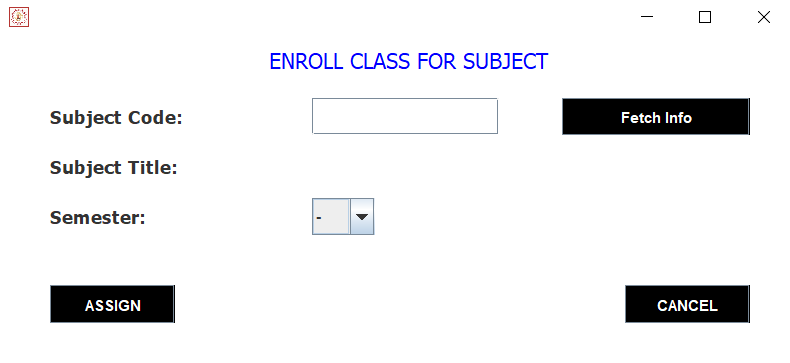 ENROLL CLASS FOR SUBJECT
Subject Code: Fetch Info
Subject Title:
Semester: -
ASSIGN CANCEL